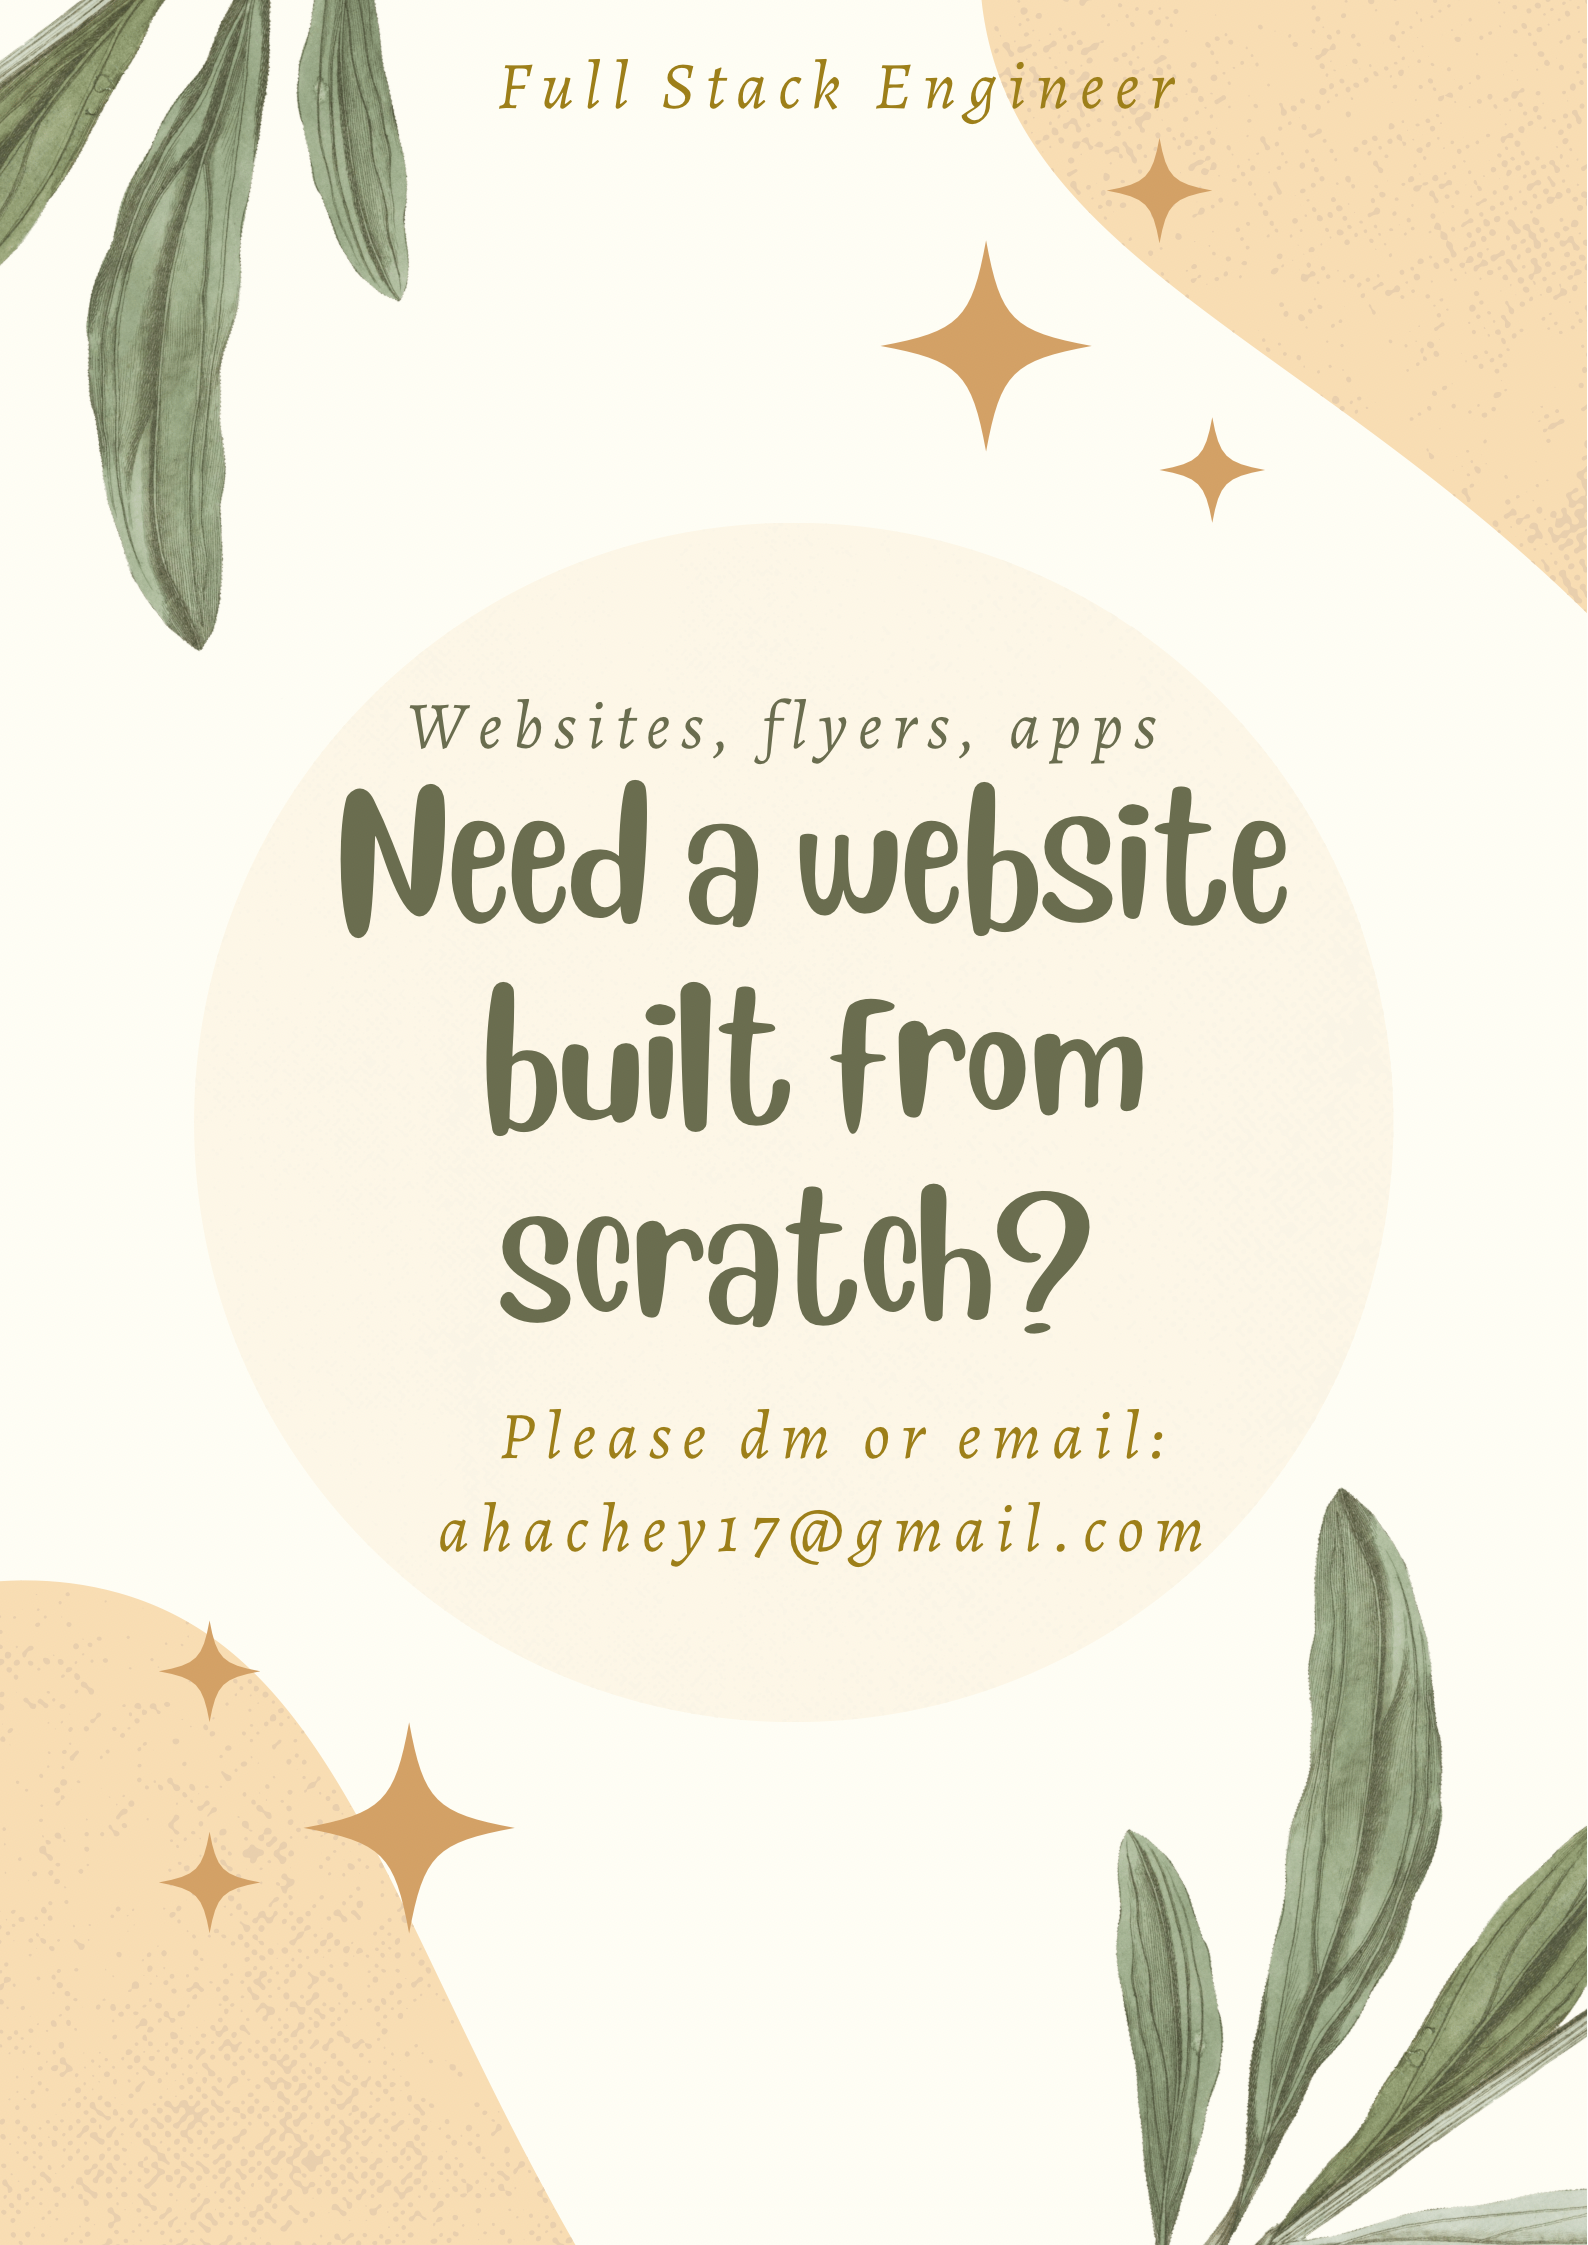 Full Stack Engineer
Websites, flyers, apps
Need a website
built from
scratch?
Please dm or email:
ahachey17@gmail.com